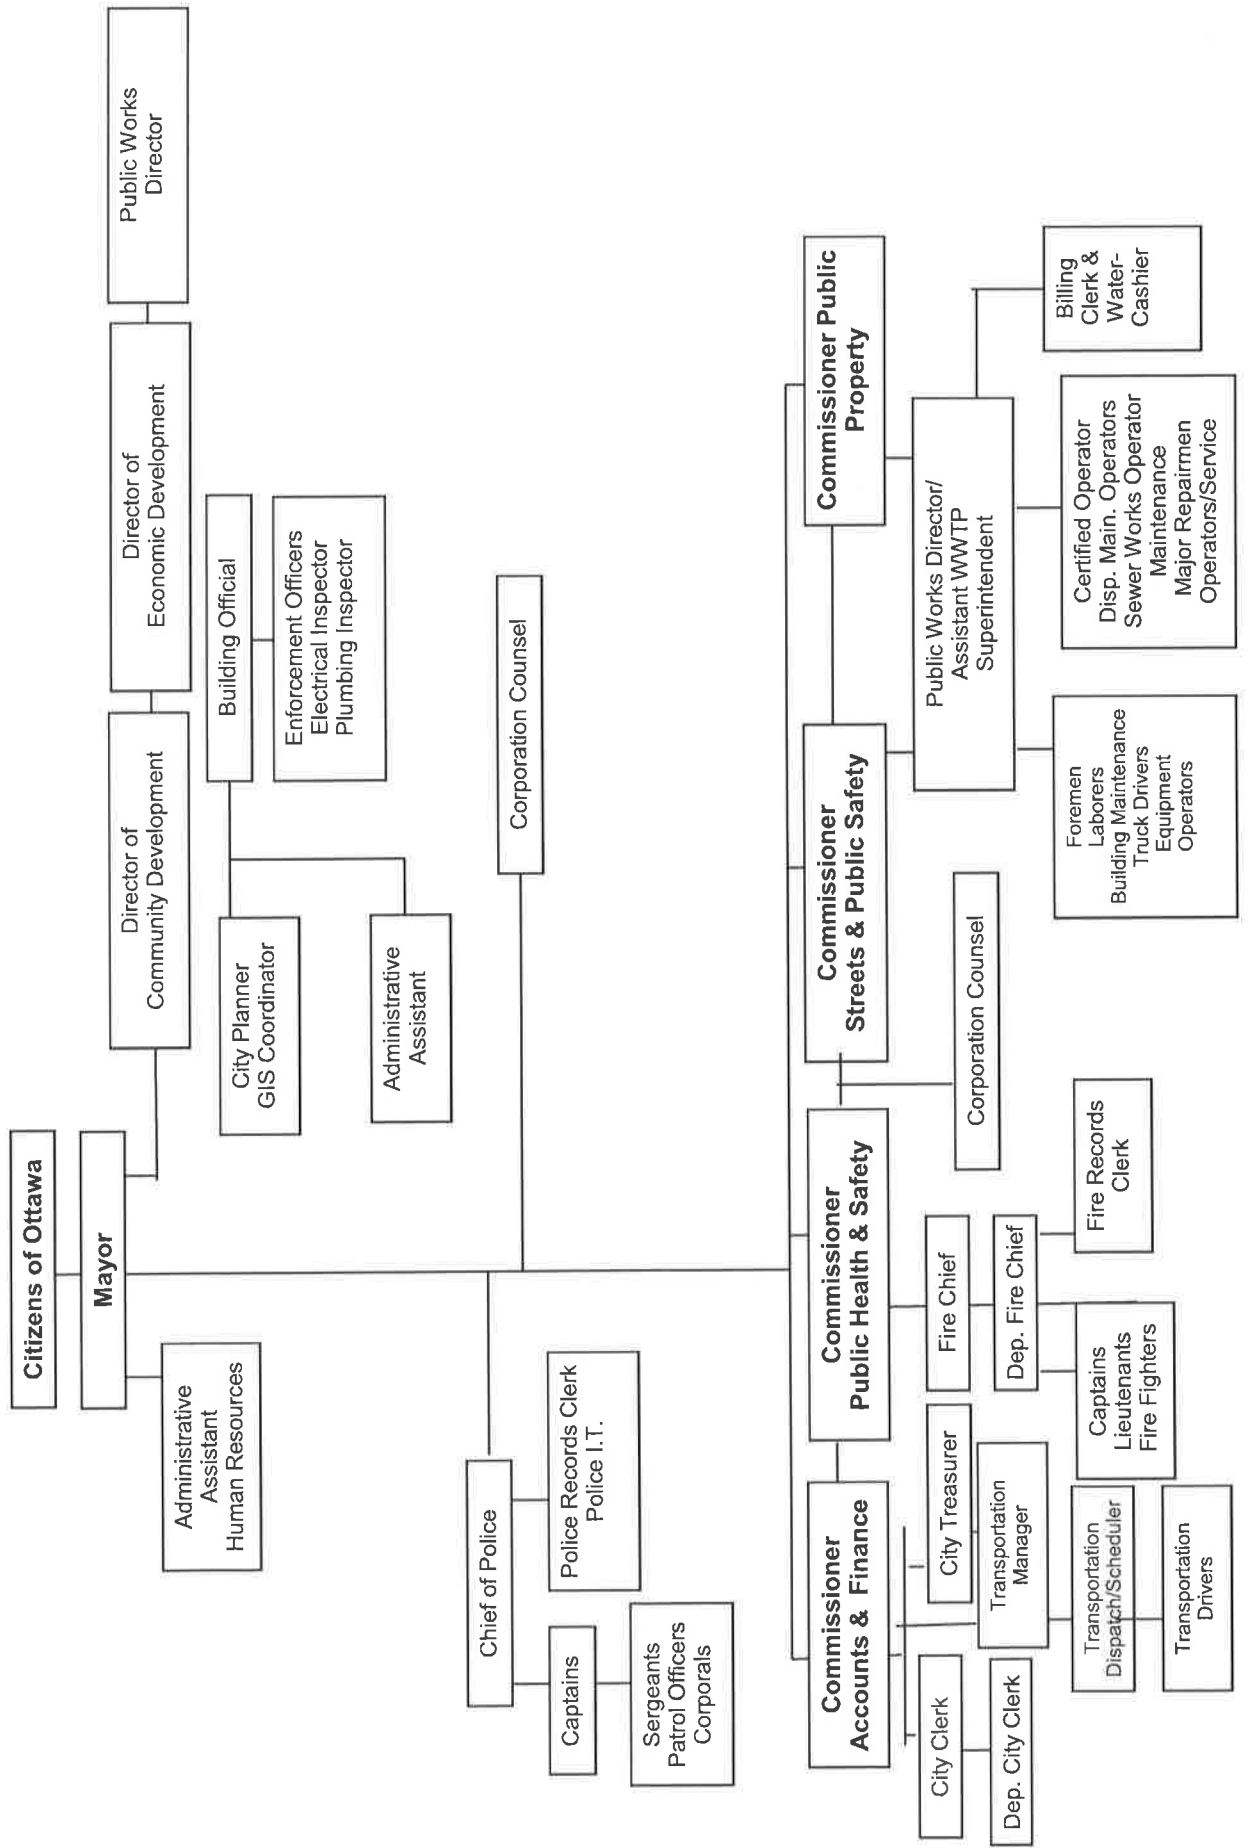 Citizens of Ottawa
Mayor
Administrative
Assistant
Human Resources
Director of
Community Development
Director of
Economic Development
Public Works
Director
City Planner
GIS Coordinator
Building Official
Enforcement Officers
Electrical Inspector
Plumbing Inspector
Administrative
Assistant
Chief of Police
Corporation Counsel
Captains
Police Records Clerk
Police I.T.
Sergeants
Patrol Officers
Corporals
Commissioner
Accounts & Finance
Commissioner
Public Health & Safety
Commissioner
Streets & Public Safety
Commissioner Public
Property
City Clerk
Dep. City Clerk
City Treasurer
Transportation
Manager
Transportation
Dispatch/Scheduler
Transportation
Drivers
Fire Chief
Dep. Fire Chief
Captains
Lieutenants
Fire Fighters
Fire Records
Clerk
Corporation Counsel
Public Works Director/
Assistant WWTP
Superintendent
Foremen
Laborers
Building Maintenance
Truck Drivers
Equipment
Operators
Certified Operator
Disp. Main. Operators
Sewer Works Operator
Maintenance
Major Repairmen
Operators/Service
Billing
Clerk &
Water-
Cashier